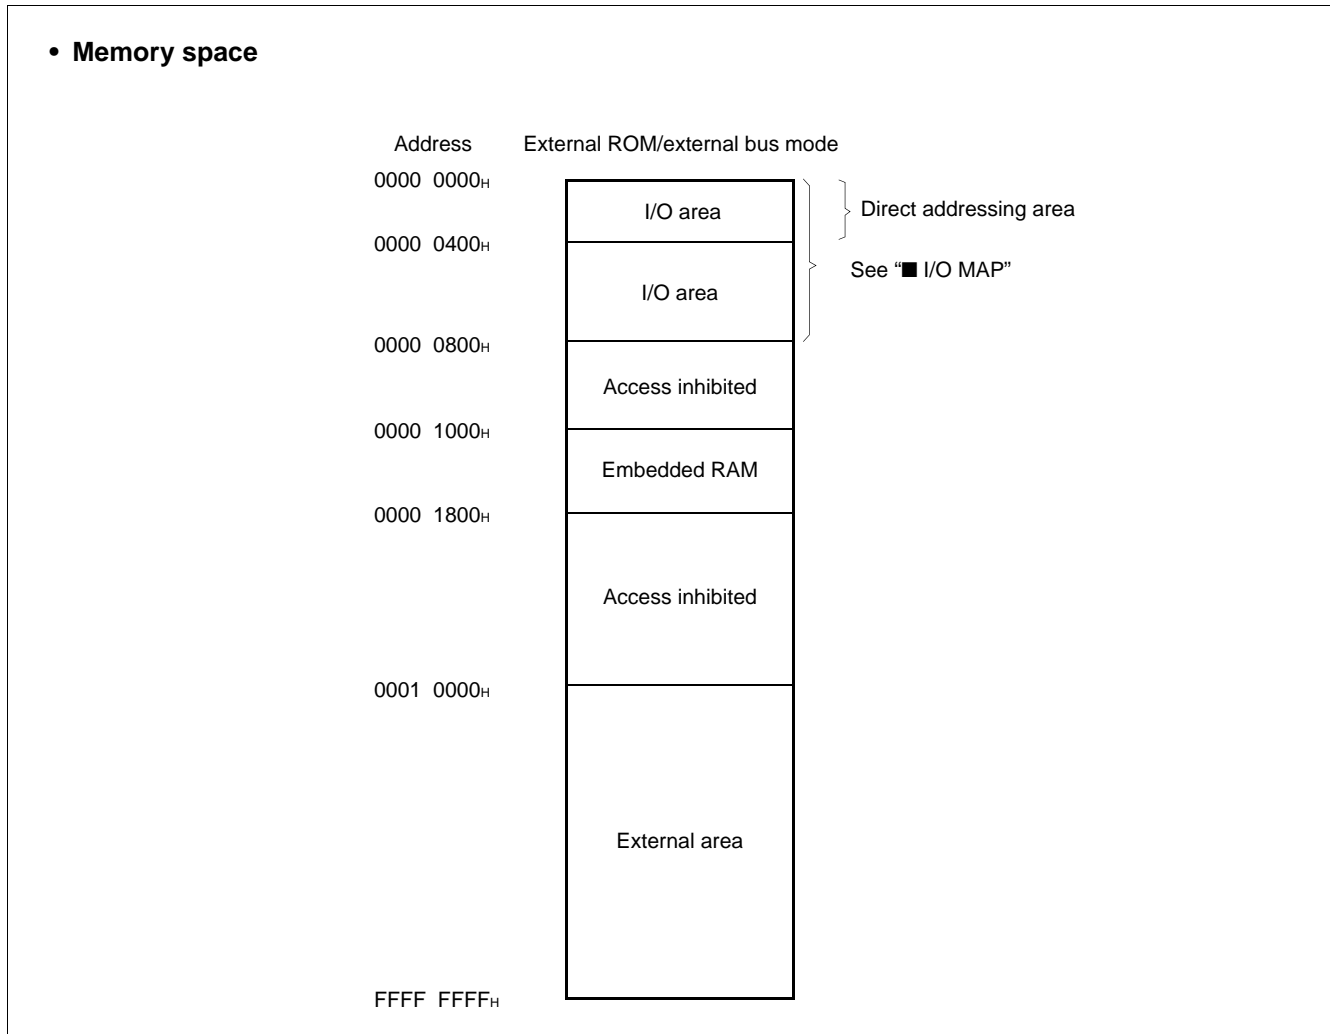 • Memory space
Address External ROM/external bus mode
0000 0000H
I/O area
Direct addressing area
0000 0400H
See “■ I/O MAP”
I/O area
0000 0800H
Access inhibited
0000 1000H
Embedded RAM
0000 1800H
Access inhibited
0001 0000H
External area
FFFF FFFFH